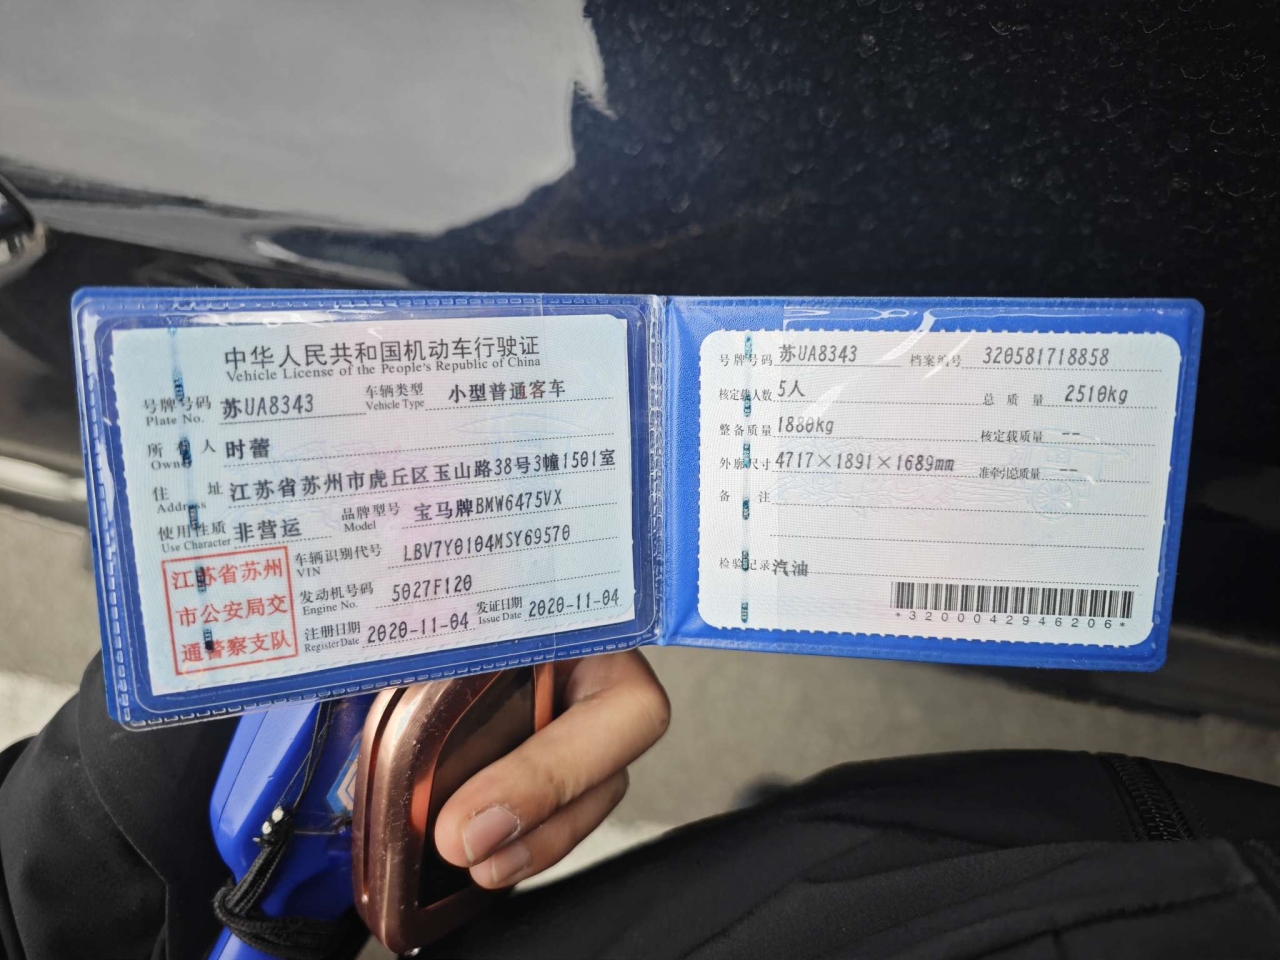 中华人民共和国机动车行驶证
Vehicle License of the People's Republic of China
号牌号码 苏UA8343 车辆类型 小型普通客车
Plate No. Vehicle Type
所有人 时蕾
Owner
住址 江苏省苏州市虎丘区玉山路38号3幢1501室
Address
使用性质 非营运 品牌型号 宝马牌BMW6475VX
Use Character Model
江苏省苏州
市公安局交
通警察支队
车辆识别代号 LBV7Y0104MSY69570
VIN
发动机号码 5027F120
Engine No.
注册日期 2020-11-04 发证日期 2020-11-04
Register Date Issue Date
号牌号码 苏UA8343 档案编号 320581718858
核定载人数 5人 总质量 2510kg
整备质量 1880kg 核定载质量 --
外廓尺寸 4717×1891×1689mm 准牵引总质量 --
备注
检验记录 汽油
*3200042946206*